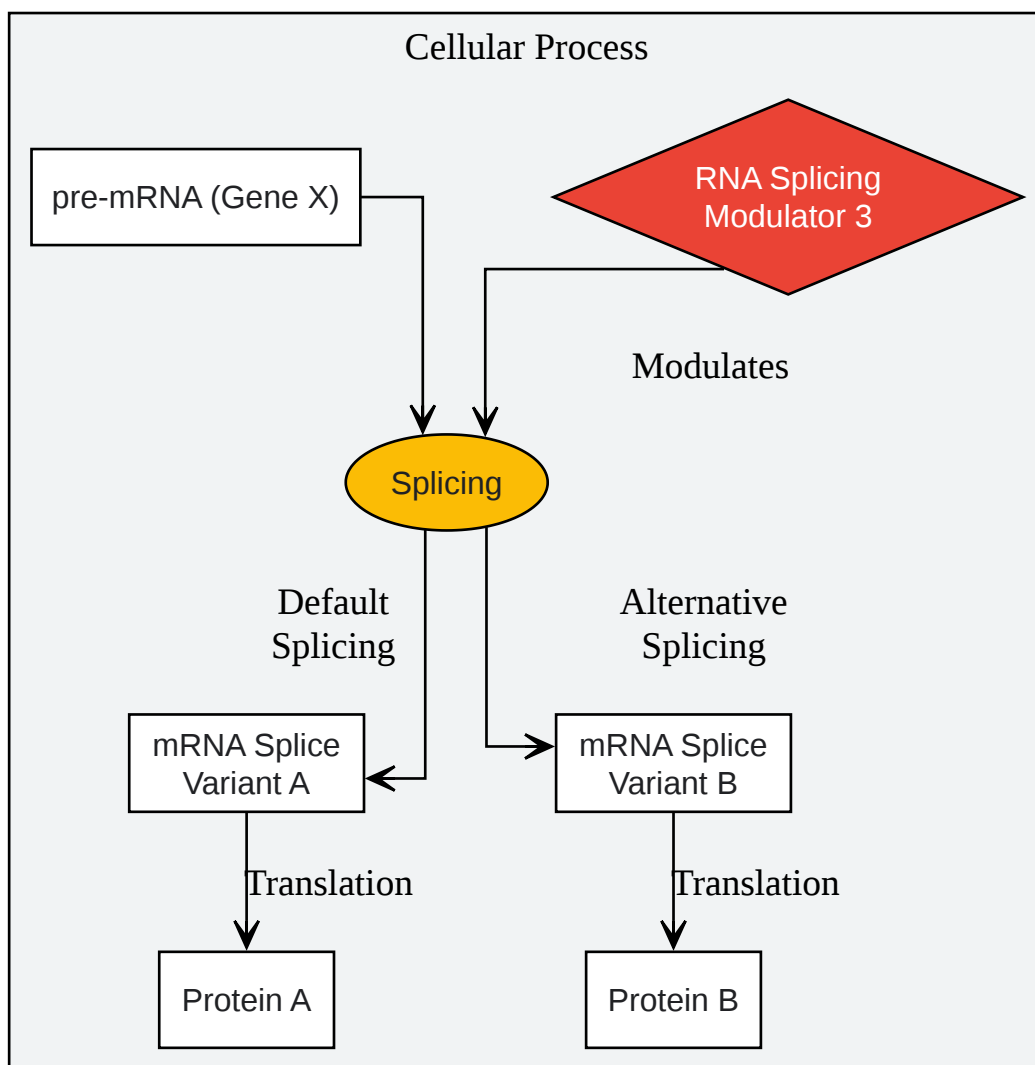 Cellular Process
pre-mRNA (Gene X)
RNA Splicing
Modulator 3
Modulates
Splicing
Default
Splicing
Alternative
Splicing
mRNA Splice
Variant A
mRNA Splice
Variant B
Translation
Translation
Protein A
Protein B